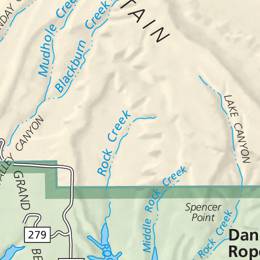 Mudhole Creek
Blackburn Creek
TAIN
LAKE CANYON
Rock Creek
CANYON
Middle Rock Creek
Spencer
Point
Rock Creek
279
GRAND
Dan
Rope